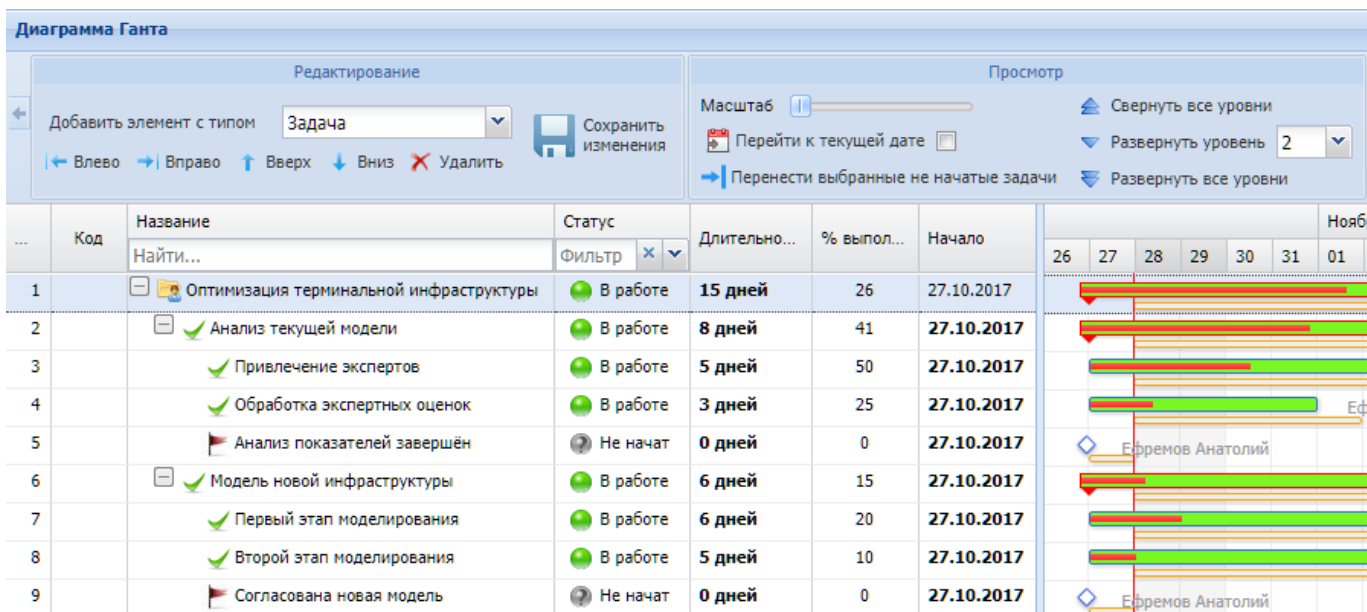 Диаграмма Ганта
Редактирование
Просмотр
Добавить элемент с типом Задача
Сохранить изменения
Влево Вправо Вверх Вниз Удалить
Масштаб
Перейти к текущей дате
Перенести выбранные не начатые задачи
Свернуть все уровни
Развернуть уровень 2
Развернуть все уровни
... Код Название Статус Длительно... % выпол... Начало Нояб
Найти... Фильтр 26 27 28 29 30 31 01
1 Оптимизация терминальной инфраструктуры В работе 15 дней 26 27.10.2017
2 Анализ текущей модели В работе 8 дней 41 27.10.2017
3 Привлечение экспертов В работе 5 дней 50 27.10.2017
4 Обработка экспертных оценок В работе 3 дней 25 27.10.2017 Еф
5 Анализ показателей завершён Не начат 0 дней 0 27.10.2017 Ефремов Анатолий
6 Модель новой инфраструктуры В работе 6 дней 15 27.10.2017
7 Первый этап моделирования В работе 6 дней 20 27.10.2017
8 Второй этап моделирования В работе 5 дней 10 27.10.2017
9 Согласована новая модель Не начат 0 дней 0 27.10.2017 Ефремов Анатолий